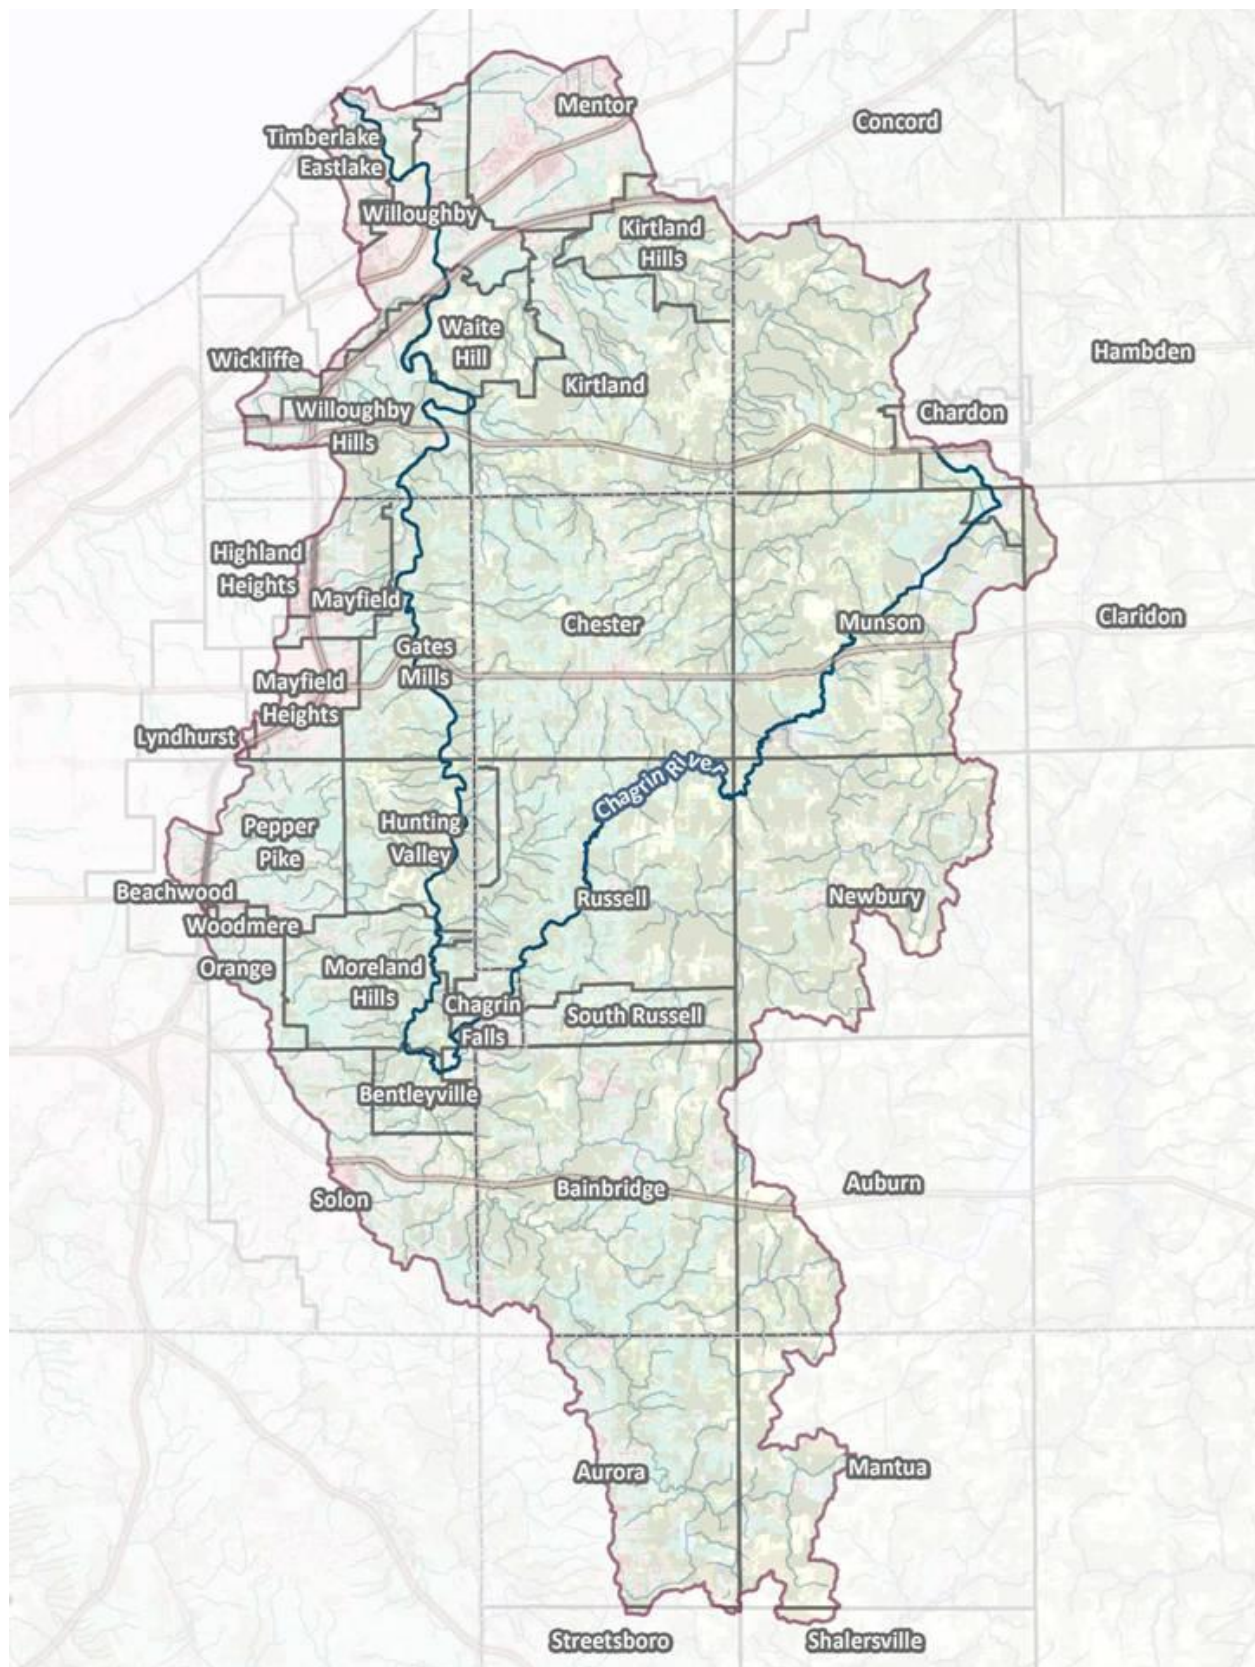 Mentor
Concord
Timberlake
Eastlake
Willoughby
Kirtland
Hills
Waite
Hill
Hambden
Wickliffe
Kirtland
Willoughby
Hills
Chardon
Highland
Heights
Mayfield
Chester
Munson
Claridon
Gates
Mills
Mayfield
Heights
Lyndhurst
Chagrin River
Pepper
Pike
Hunting
Valley
Beachwood
Russell
Newbury
Woodmere
Orange
Moreland
Hills
Chagrin
Falls
South Russell
Bentleyville
Solon
Bainbridge
Auburn
Aurora
Mantua
Streetsboro
Shalersville